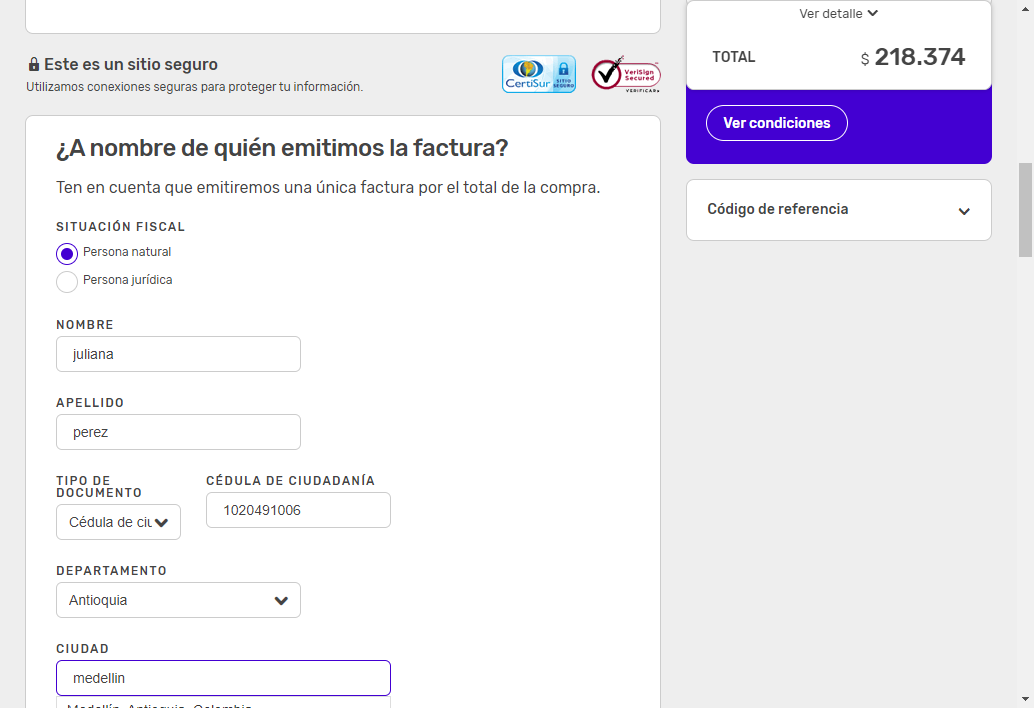 Ver detalle
TOTAL
$ 218.374
Ver condiciones
Código de referencia
Este es un sitio seguro
Utilizamos conexiones seguras para proteger tu información.
CertiSur
SITIO
SEGURO
VeriSign
Secured
VERIFICAR
¿A nombre de quién emitimos la factura?
Ten en cuenta que emitiremos una única factura por el total de la compra.
SITUACIÓN FISCAL
Persona natural
Persona jurídica
NOMBRE
juliana
APELLIDO
perez
TIPO DE
DOCUMENTO
CÉDULA DE CIUDADANÍA
Cédula de ciu
1020491006
DEPARTAMENTO
Antioquia
CIUDAD
medellin
Medellín, Antioquia, Colombia